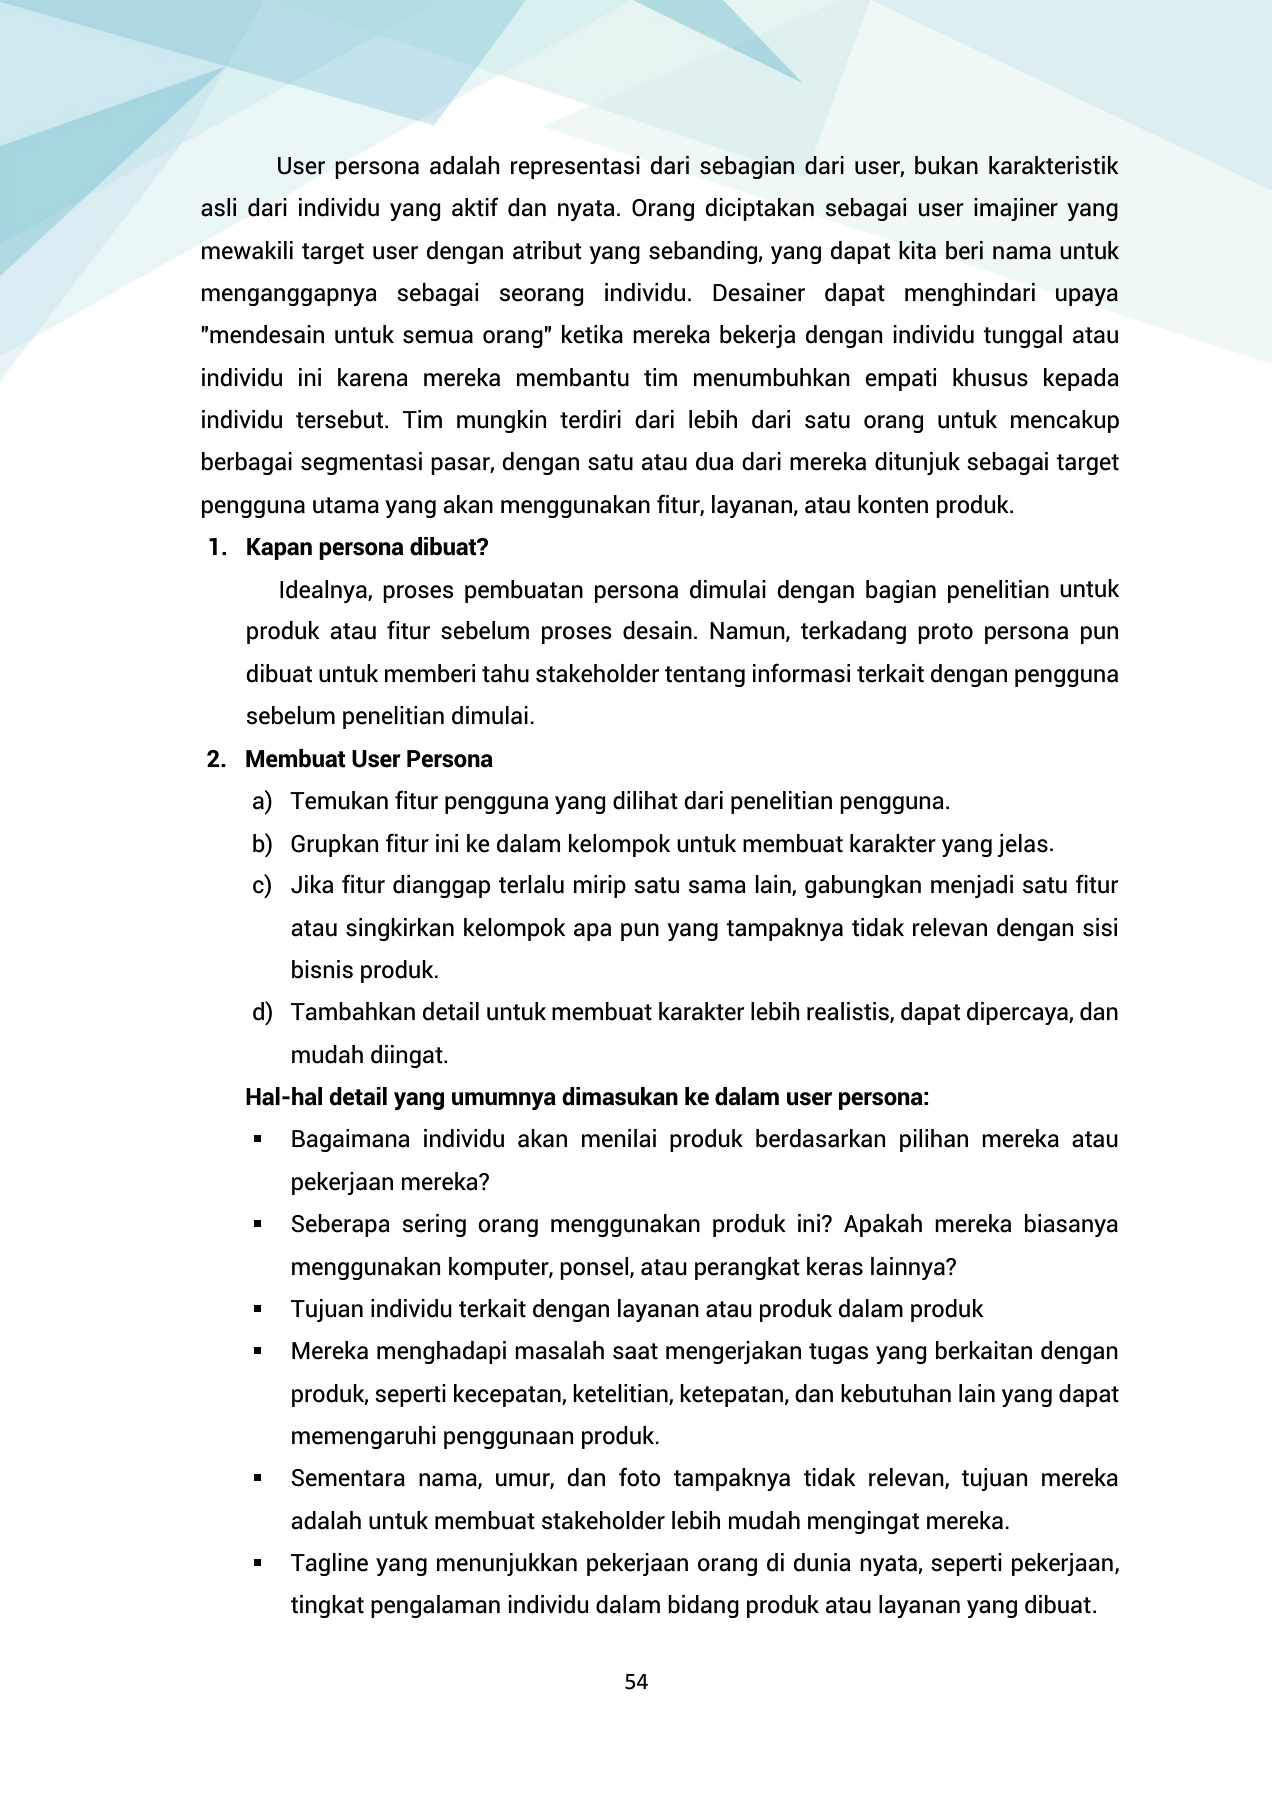 User persona adalah representasi dari sebagian dari user, bukan karakteristik
asli dari individu yang aktif dan nyata. Orang diciptakan sebagai user imajiner yang
mewakili target user dengan atribut yang sebanding, yang dapat kita beri nama untuk
menganggapnya sebagai seorang individu. Desainer dapat menghindari upaya
"mendesain untuk semua orang" ketika mereka bekerja dengan individu tunggal atau
individu ini karena mereka membantu tim menumbuhkan empati khusus kepada
individu tersebut. Tim mungkin terdiri dari lebih dari satu orang untuk mencakup
berbagai segmentasi pasar, dengan satu atau dua dari mereka ditunjuk sebagai target
pengguna utama yang akan menggunakan fitur, layanan, atau konten produk.
1. Kapan persona dibuat?
Idealnya, proses pembuatan persona dimulai dengan bagian penelitian untuk
produk atau fitur sebelum proses desain. Namun, terkadang proto persona pun
dibuat untuk memberi tahu stakeholder tentang informasi terkait dengan pengguna
sebelum penelitian dimulai.
2. Membuat User Persona
a) Temukan fitur pengguna yang dilihat dari penelitian pengguna.
b) Grupkan fitur ini ke dalam kelompok untuk membuat karakter yang jelas.
c) Jika fitur dianggap terlalu mirip satu sama lain, gabungkan menjadi satu fitur
atau singkirkan kelompok apa pun yang tampaknya tidak relevan dengan sisi
bisnis produk.
d) Tambahkan detail untuk membuat karakter lebih realistis, dapat dipercaya, dan
mudah diingat.
Hal-hal detail yang umumnya dimasukan ke dalam user persona:
▪ Bagaimana individu akan menilai produk berdasarkan pilihan mereka atau
pekerjaan mereka?
▪ Seberapa sering orang menggunakan produk ini? Apakah mereka biasanya
menggunakan komputer, ponsel, atau perangkat keras lainnya?
▪ Tujuan individu terkait dengan layanan atau produk dalam produk
▪ Mereka menghadapi masalah saat mengerjakan tugas yang berkaitan dengan
produk, seperti kecepatan, ketelitian, ketepatan, dan kebutuhan lain yang dapat
memengaruhi penggunaan produk.
▪ Sementara nama, umur, dan foto tampaknya tidak relevan, tujuan mereka
adalah untuk membuat stakeholder lebih mudah mengingat mereka.
▪ Tagline yang menunjukkan pekerjaan orang di dunia nyata, seperti pekerjaan,
tingkat pengalaman individu dalam bidang produk atau layanan yang dibuat.
54